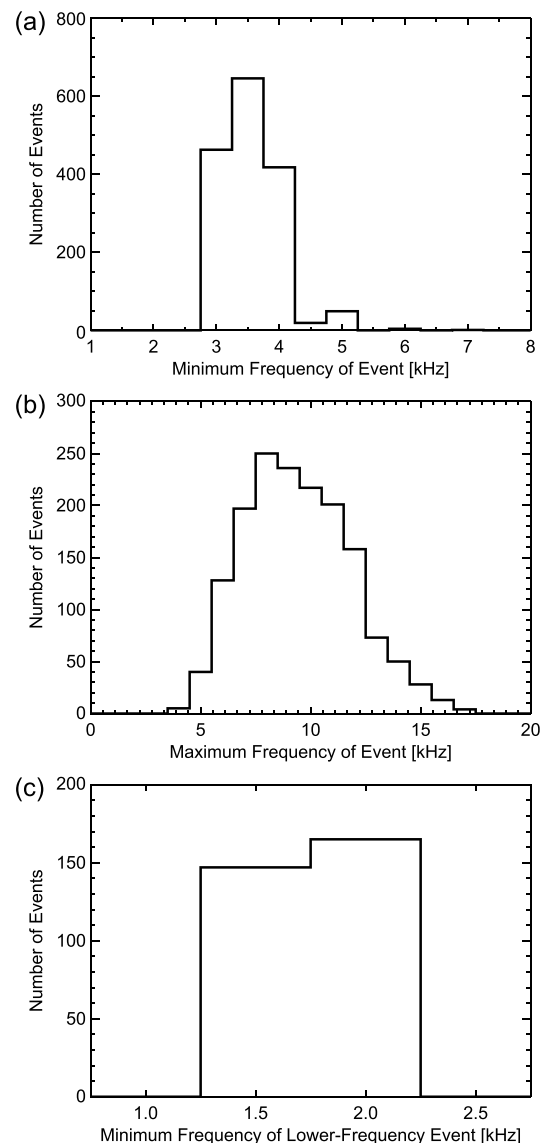 (a)
800
600
400
200
0
Number of Events
1 2 3 4 5 6 7 8
Minimum Frequency of Event [kHz]
(b)
300
250
200
150
100
50
0
Number of Events
0 5 10 15 20
Maximum Frequency of Event [kHz]
(c)
200
150
100
50
0
Number of Events
1.0 1.5 2.0 2.5
Minimum Frequency of Lower-Frequency Event [kHz]